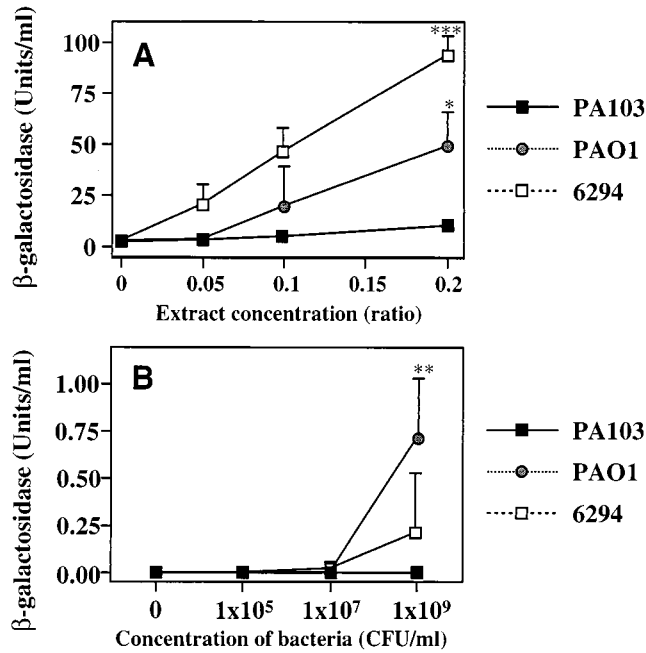 A
β-galactosidase (Units/ml)
100
75
50
25
0
***
*
0 0.05 0.1 0.15 0.2
Extract concentration (ratio)
PA103
PAO1
6294
B
β-galactosidase (Units/ml)
1.00
0.75
0.50
0.25
0.00
**
0 1x10⁵ 1x10⁷ 1x10⁹
Concentration of bacteria (CFU/ml)
PA103
PAO1
6294